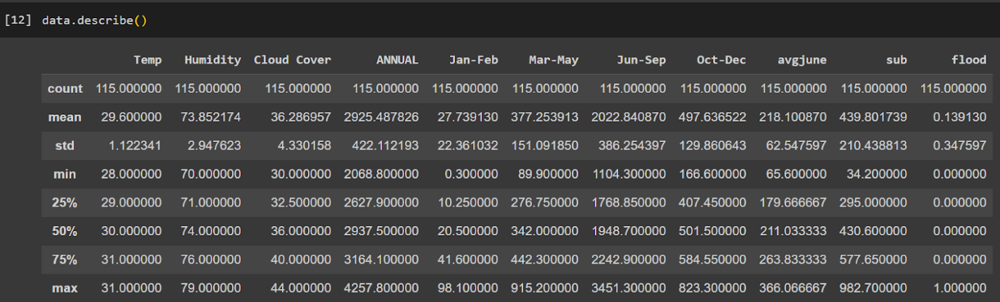 [12] data.describe()
Temp Humidity Cloud Cover ANNUAL Jan-Feb Mar-May Jun-Sep Oct-Dec avgjune sub flood
count 115.000000 115.000000 115.000000 115.000000 115.000000 115.000000 115.000000 115.000000 115.000000 115.000000 115.000000
mean 29.600000 73.852174 36.286957 2925.487826 27.739130 377.253913 2022.840870 497.636522 218.100870 439.801739 0.139130
std 1.122341 2.947623 4.330158 422.112193 22.361032 151.091850 386.254397 129.860643 62.547597 210.438813 0.347597
min 28.000000 70.000000 30.000000 2068.800000 0.300000 89.900000 1104.300000 166.600000 65.600000 34.200000 0.000000
25% 29.000000 71.000000 32.500000 2627.900000 10.250000 276.750000 1768.850000 407.450000 179.666667 295.000000 0.000000
50% 30.000000 74.000000 36.000000 2937.500000 20.500000 342.000000 1948.700000 501.500000 211.033333 430.600000 0.000000
75% 31.000000 76.000000 40.000000 3164.100000 41.600000 442.300000 2242.900000 584.550000 263.833333 577.650000 0.000000
max 31.000000 79.000000 44.000000 4257.800000 98.100000 915.200000 3451.300000 823.300000 366.066667 982.700000 1.000000